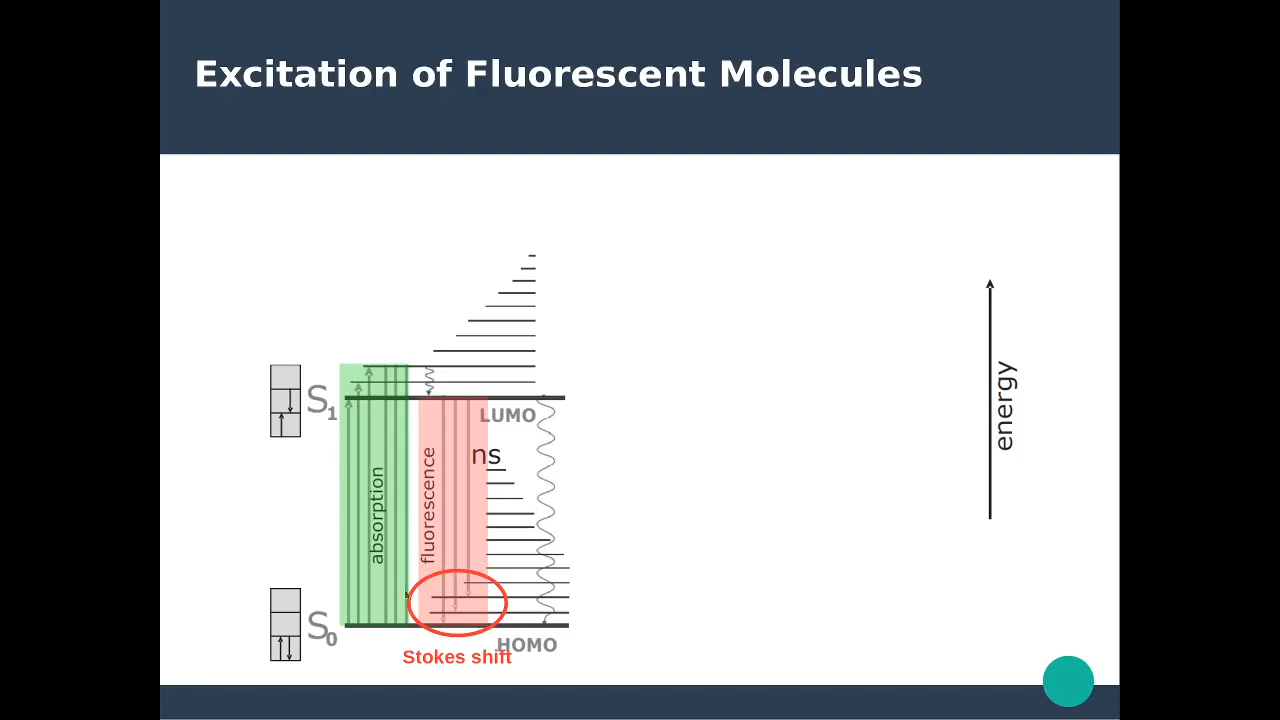 Excitation of Fluorescent Molecules
S1
LUMO
ns
absorption
fluorescence
energy
S0
HOMO
Stokes shift